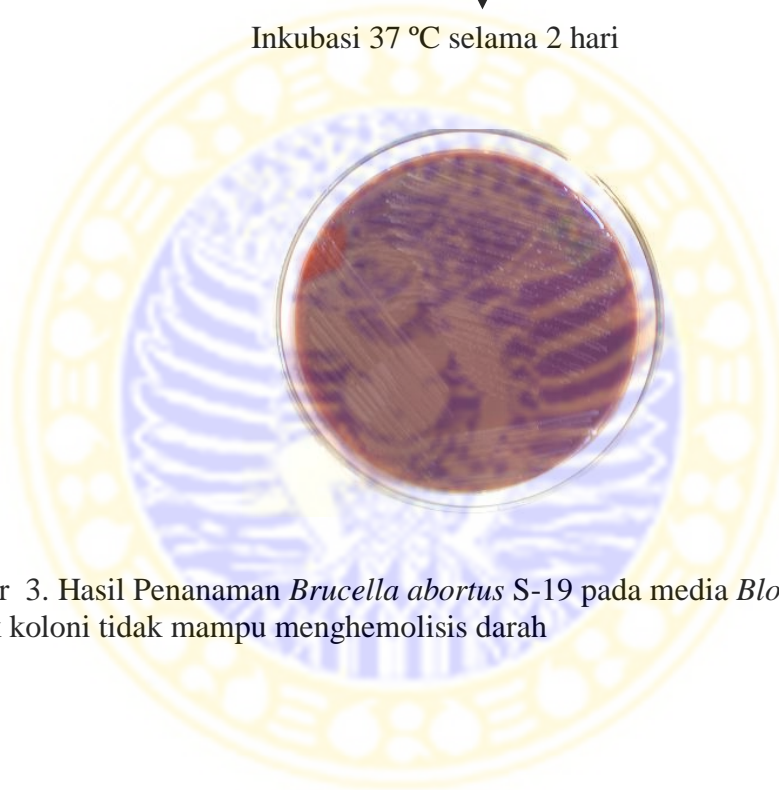 Inkubasi 37 ºC selama 2 hari
3. Hasil Penanaman Brucella abortus S-19 pada media
koloni tidak mampu menghemolisis darah